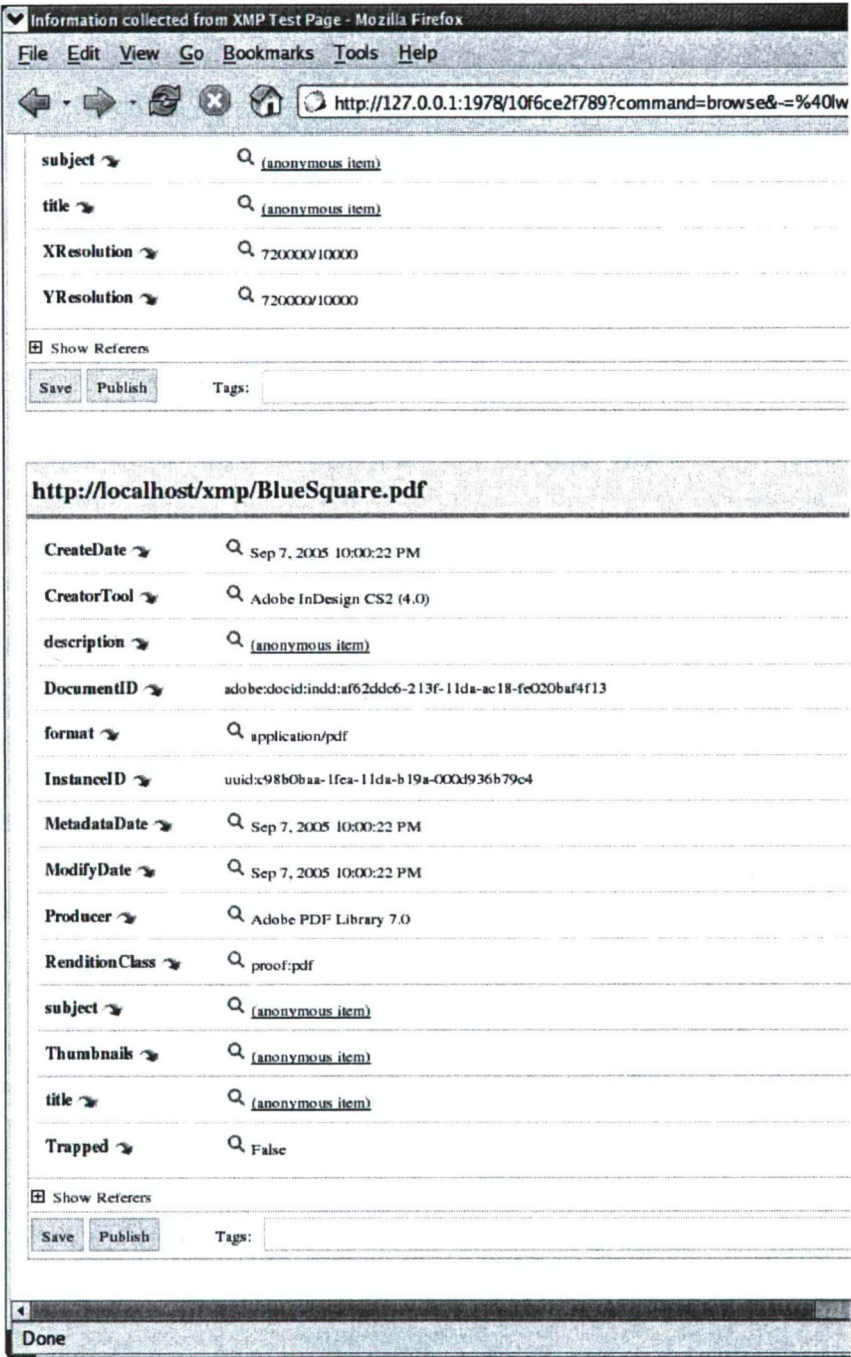 Information collected from XMP Test Page - Mozilla Firefox
File Edit View Go Bookmarks Tools Help
http://127.0.0.1:1978/10f6ce2f789?command=browse&-=%40lw
subject (anonymous item)
title (anonymous item)
XResolution 720000/10000
YResolution 720000/10000
Show Referers
Save Publish Tags:
http://localhost/xmp/BlueSquare.pdf
CreateDate Sep 7, 2005 10:00:22 PM
CreatorTool Adobe InDesign CS2 (4.0)
description (anonymous item)
DocumentID adobe:docid:indd:af62ddc6-213f-11da-ac18-fe020baf4f13
format application/pdf
InstanceID uuid:c98b0baa-1fea-11da-b19a-000d936b79c4
MetadataDate Sep 7, 2005 10:00:22 PM
ModifyDate Sep 7, 2005 10:00:22 PM
Producer Adobe PDF Library 7.0
RenditionClass proof:pdf
subject (anonymous item)
Thumbnails (anonymous item)
title (anonymous item)
Trapped False
Show Referers
Save Publish Tags:
Done